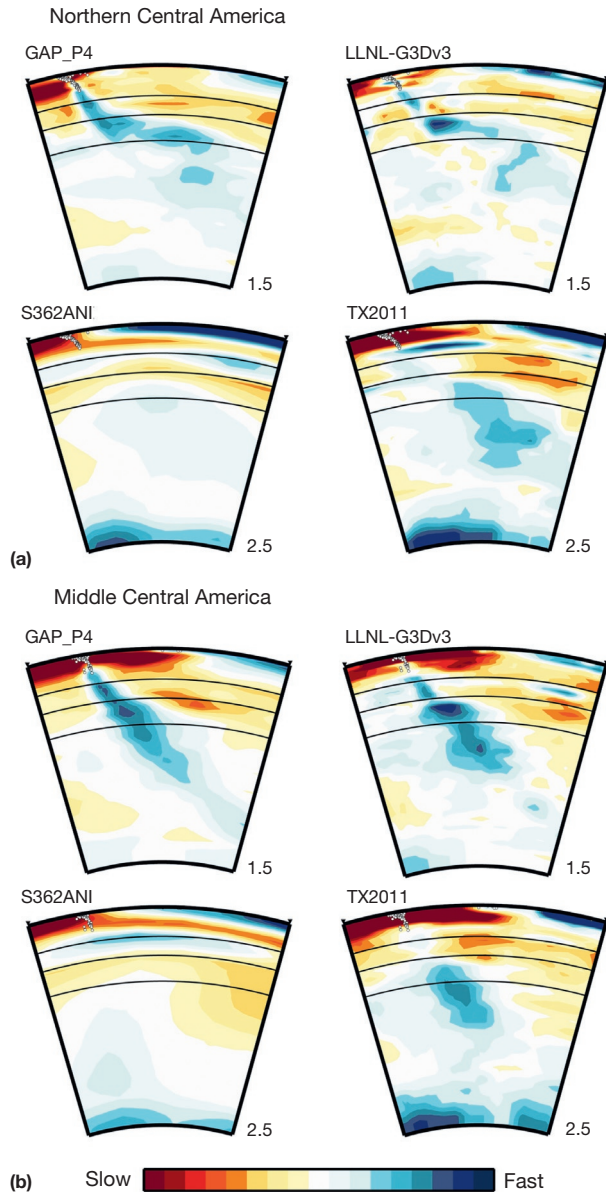 Northern Central America
GAP_P4 LLNL-G3Dv3
1.5 1.5
S362ANI TX2011
2.5 2.5
(a)
Middle Central America
GAP_P4 LLNL-G3Dv3
1.5 1.5
S362ANI TX2011
2.5 2.5
(b) Slow Fast